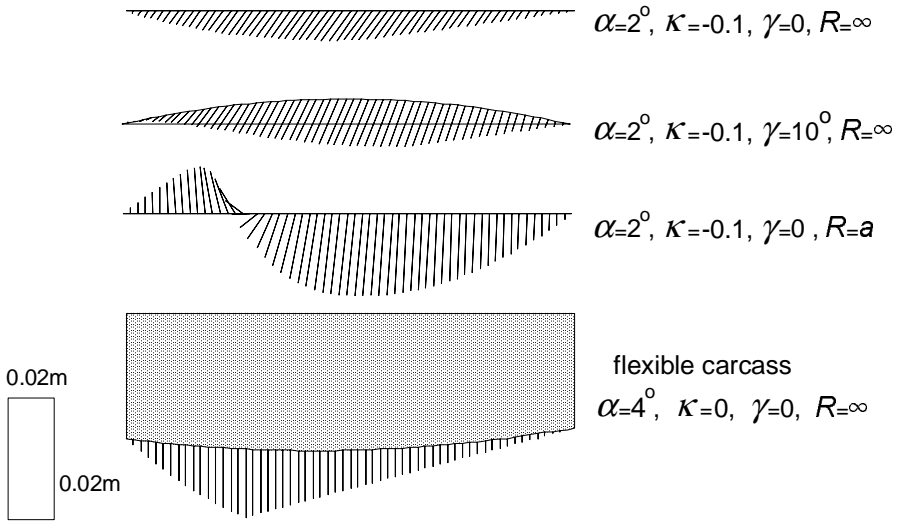 α=2°, κ=-0.1, γ=0, R=∞
α=2°, κ=-0.1, γ=10°, R=∞
α=2°, κ=-0.1, γ=0 , R=a
flexible carcass
α=4°, κ=0, γ=0, R=∞
0.02m
0.02m